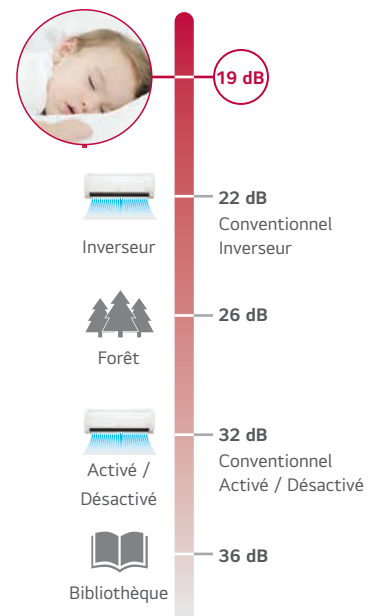 19 dB
22 dB
Conventionnel
Inverseur
Inverseur
26 dB
Forêt
32 dB
Conventionnel
Activé / Désactivé
Activé /
Désactivé
36 dB
Bibliothèque